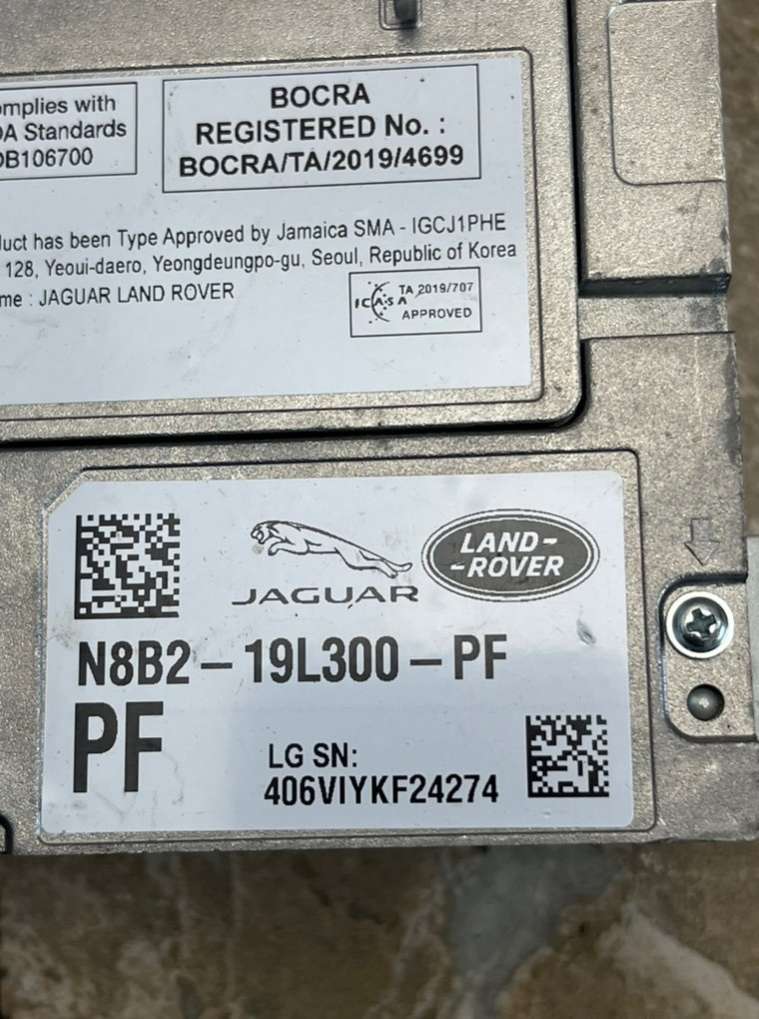 omplies with
DA Standards
DB106700
BOCRA
REGISTERED No. :
BOCRA/TA/2019/4699
duct has been Type Approved by Jamaica SMA - IGCJ1PHE
128, Yeoui-daero, Yeongdeungpo-gu, Seoul, Republic of Korea
me : JAGUAR LAND ROVER
ICASA
TA 2019/707
APPROVED
JAGUAR
LAND-
-ROVER
N8B2-19L300-PF
PF
LG SN:
406VIYKF24274